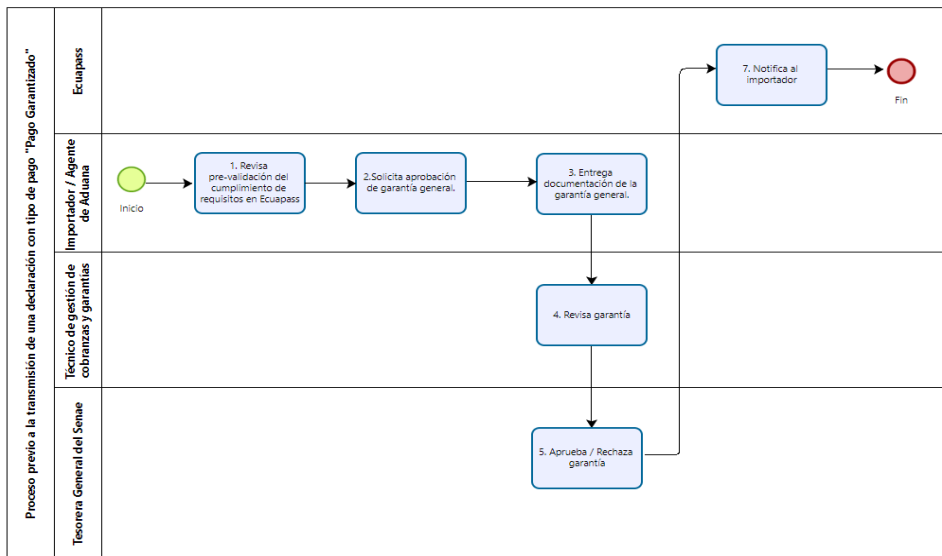 Proceso previo a la transmisión de una declaración con tipo de pago "Pago Garantizado"
Ecuapass
7. Notifica al
importador
Fin
Importador / Agente
de Aduana
Inicio
1. Revisa
pre-validación del
cumplimiento de
requisitos en Ecuapass
2.Solicita aprobación
de garantía general.
3. Entrega
documentación de la
garantía general.
Técnico de gestión de
cobranzas y garantías
4. Revisa garantía
Tesorera General del Senae
5. Aprueba / Rechaza
garantía